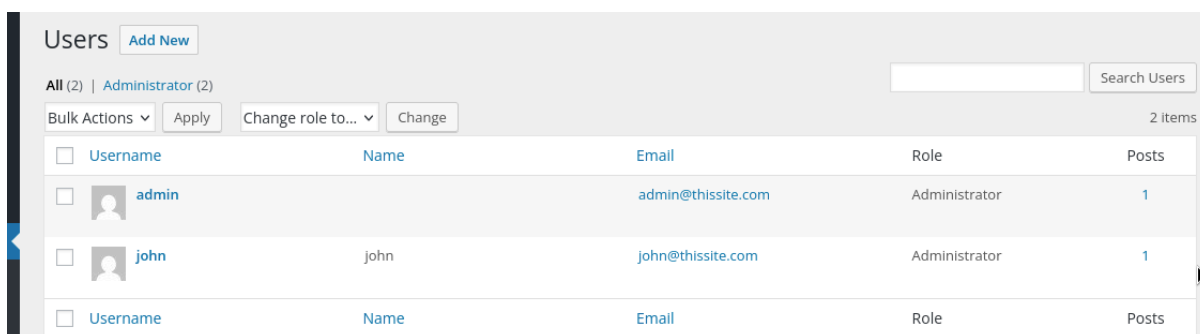 Users Add New
All (2) | Administrator (2)
Search Users
Bulk Actions Apply Change role to... Change 2 items
Username Name Email Role Posts
admin admin@thissite.com Administrator 1
john john john@thissite.com Administrator 1
Username Name Email Role Posts